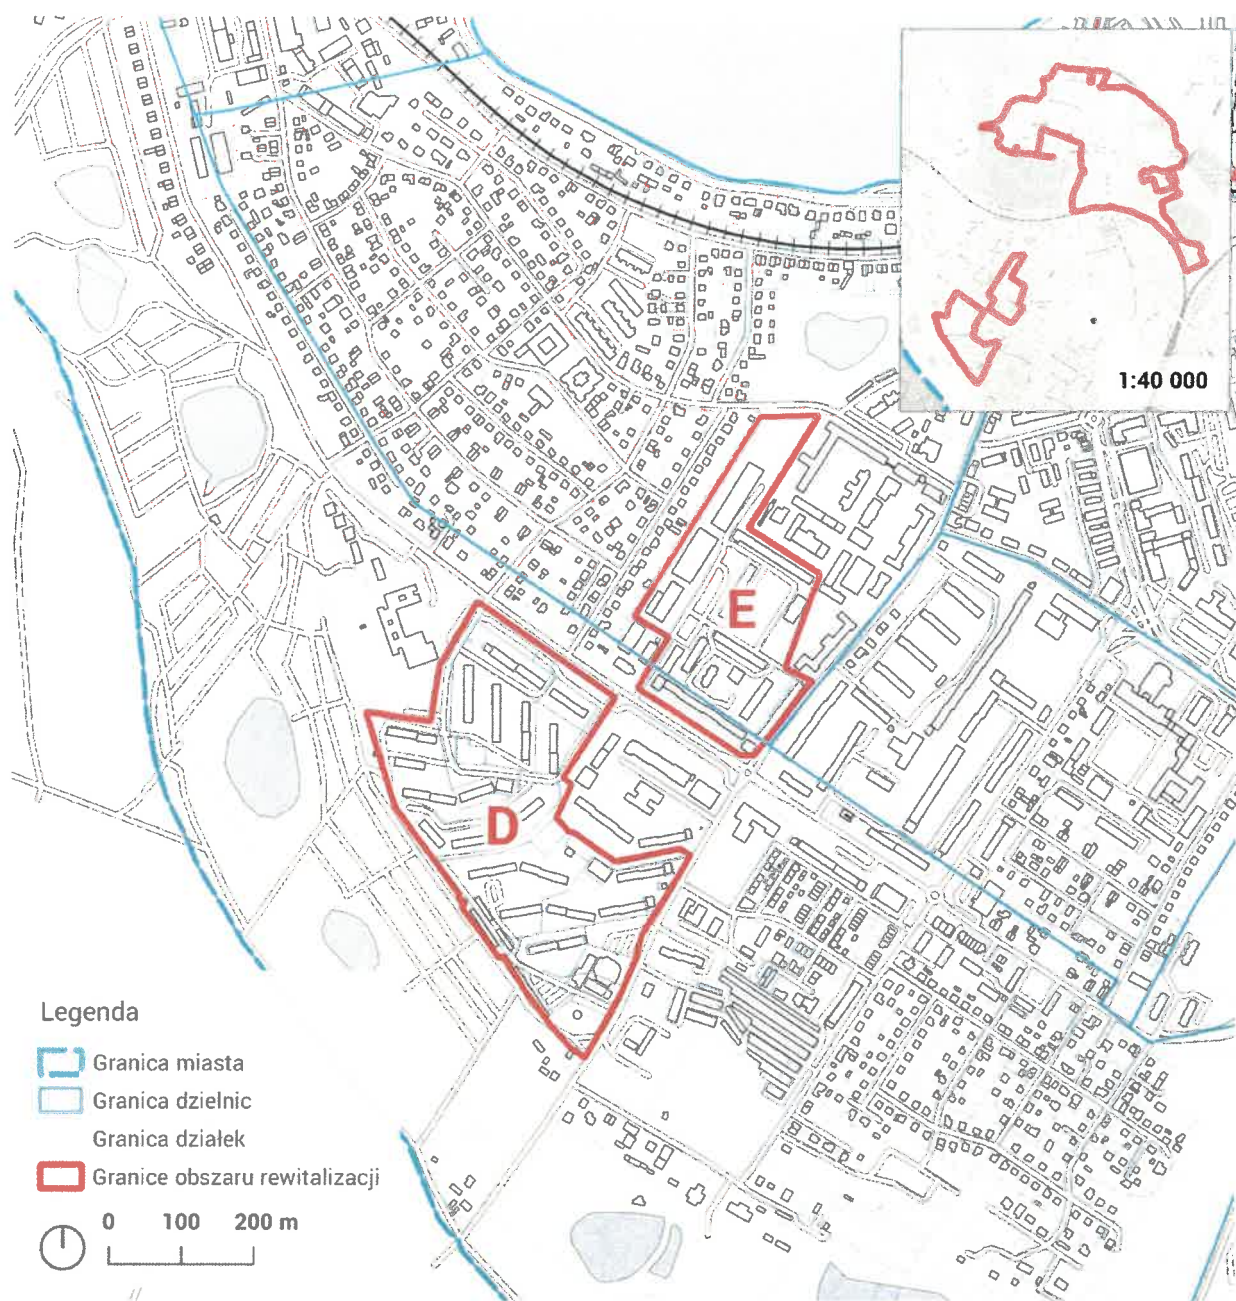 1:40 000
E
D
Legenda
Granica miasta
Granica dzielnic
Granica działek
Granice obszaru rewitalizacji
0 100 200 m